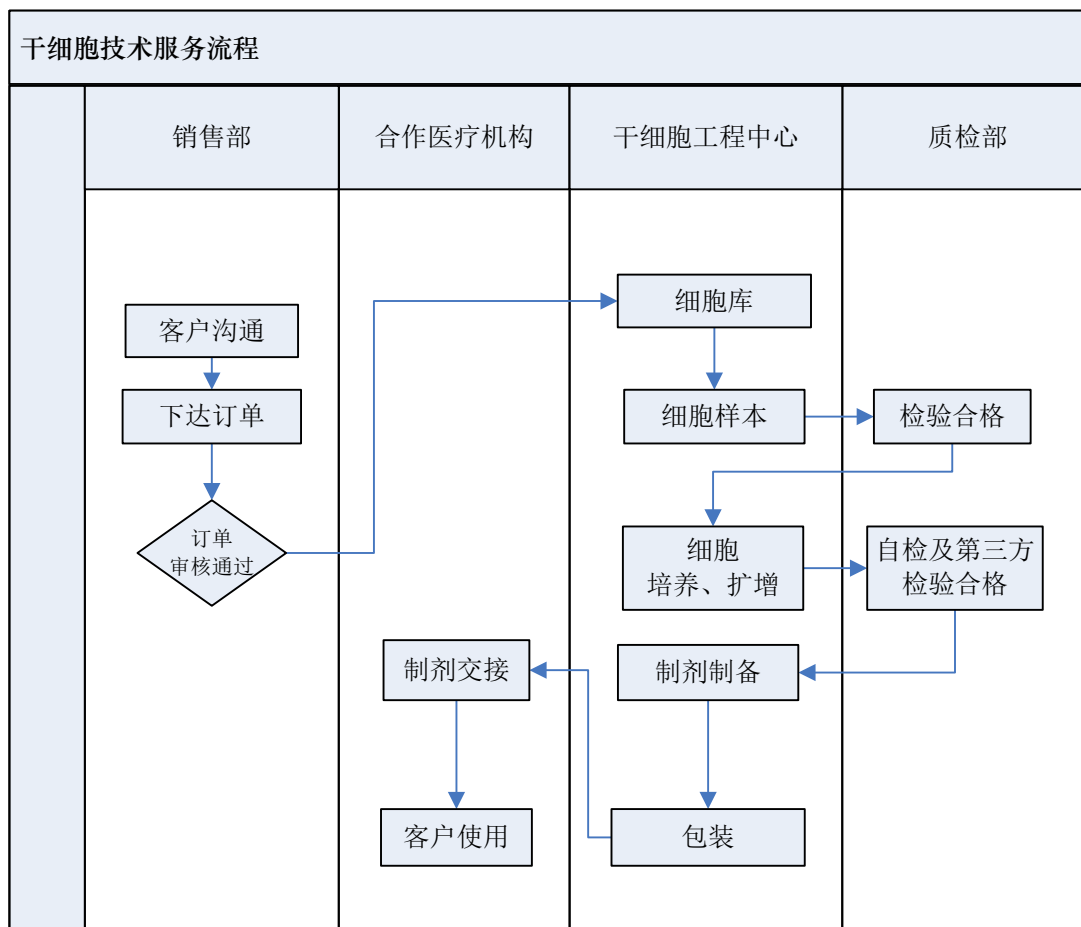 干细胞技术服务流程
销售部
合作医疗机构
干细胞工程中心
质检部
客户沟通
下达订单
订单
审核通过
细胞库
细胞样本
检验合格
细胞
培养、扩增
自检及第三方
检验合格
制剂制备
包装
制剂交接
客户使用